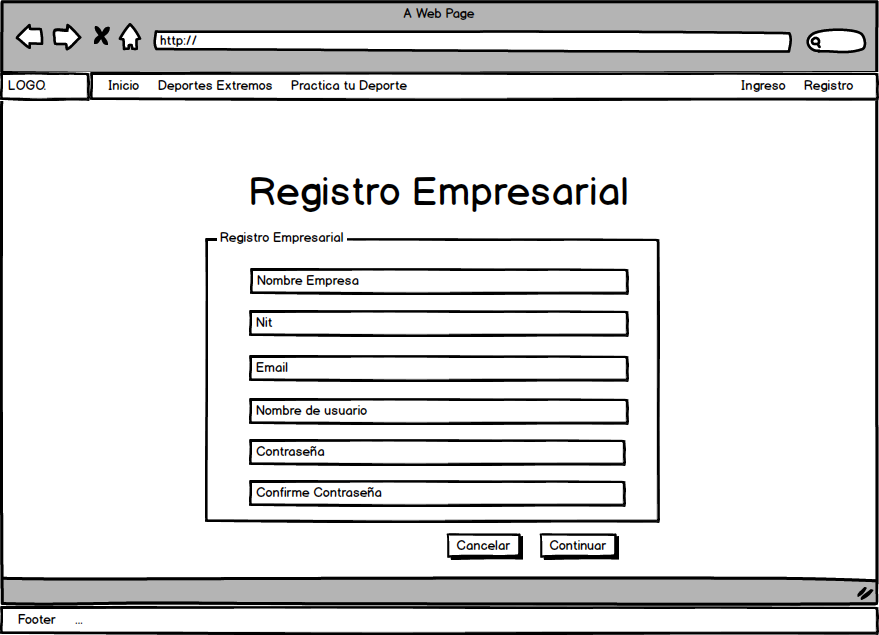 A Web Page
http://
LOGO.
Inicio Deportes Extremos Practica tu Deporte Ingreso Registro
Registro Empresarial
Registro Empresarial
Nombre Empresa
Nit
Email
Nombre de usuario
Contraseña
Confirme Contraseña
Cancelar Continuar
Footer ...